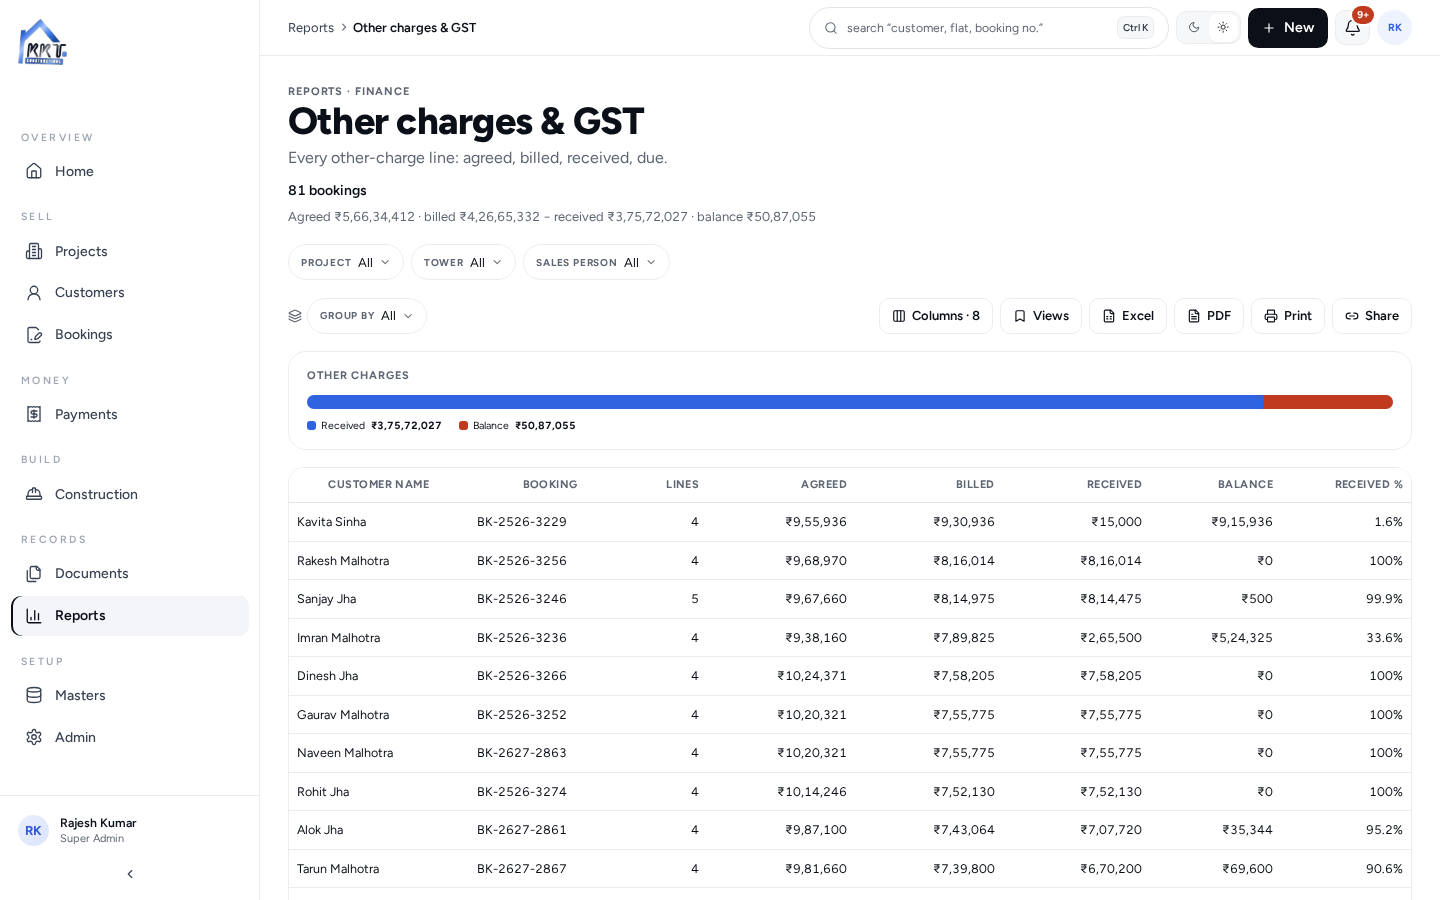 RKT
CONSTRUCTIONS
Reports > Other charges & GST
search “customer, flat, booking no.”
Ctrl K
New
9+
RK
OVERVIEW
Home
SELL
Projects
Customers
Bookings
MONEY
Payments
BUILD
Construction
RECORDS
Documents
Reports
SETUP
Masters
Admin
RK
Rajesh Kumar
Super Admin
REPORTS · FINANCE
Other charges & GST
Every other-charge line: agreed, billed, received, due.
81 bookings
Agreed ₹5,66,34,412 · billed ₹4,26,65,332 – received ₹3,75,72,027 · balance ₹50,87,055
PROJECT All
TOWER All
SALES PERSON All
GROUP BY All
Columns · 8
Views
Excel
PDF
Print
Share
OTHER CHARGES
Received ₹3,75,72,027 Balance ₹50,87,055
CUSTOMER NAME BOOKING LINES AGREED BILLED RECEIVED BALANCE RECEIVED %
Kavita Sinha BK-2526-3229 4 ₹9,55,936 ₹9,30,936 ₹15,000 ₹9,15,936 1.6%
Rakesh Malhotra BK-2526-3256 4 ₹9,68,970 ₹8,16,014 ₹8,16,014 ₹0 100%
Sanjay Jha BK-2526-3246 5 ₹9,67,660 ₹8,14,975 ₹8,14,475 ₹500 99.9%
Imran Malhotra BK-2526-3236 4 ₹9,38,160 ₹7,89,825 ₹2,65,500 ₹5,24,325 33.6%
Dinesh Jha BK-2526-3266 4 ₹10,24,371 ₹7,58,205 ₹7,58,205 ₹0 100%
Gaurav Malhotra BK-2526-3252 4 ₹10,20,321 ₹7,55,775 ₹7,55,775 ₹0 100%
Naveen Malhotra BK-2627-2863 4 ₹10,20,321 ₹7,55,775 ₹7,55,775 ₹0 100%
Rohit Jha BK-2526-3274 4 ₹10,14,246 ₹7,52,130 ₹7,52,130 ₹0 100%
Alok Jha BK-2627-2861 4 ₹9,87,100 ₹7,43,064 ₹7,07,720 ₹35,344 95.2%
Tarun Malhotra BK-2627-2867 4 ₹9,81,660 ₹7,39,800 ₹6,70,200 ₹69,600 90.6%